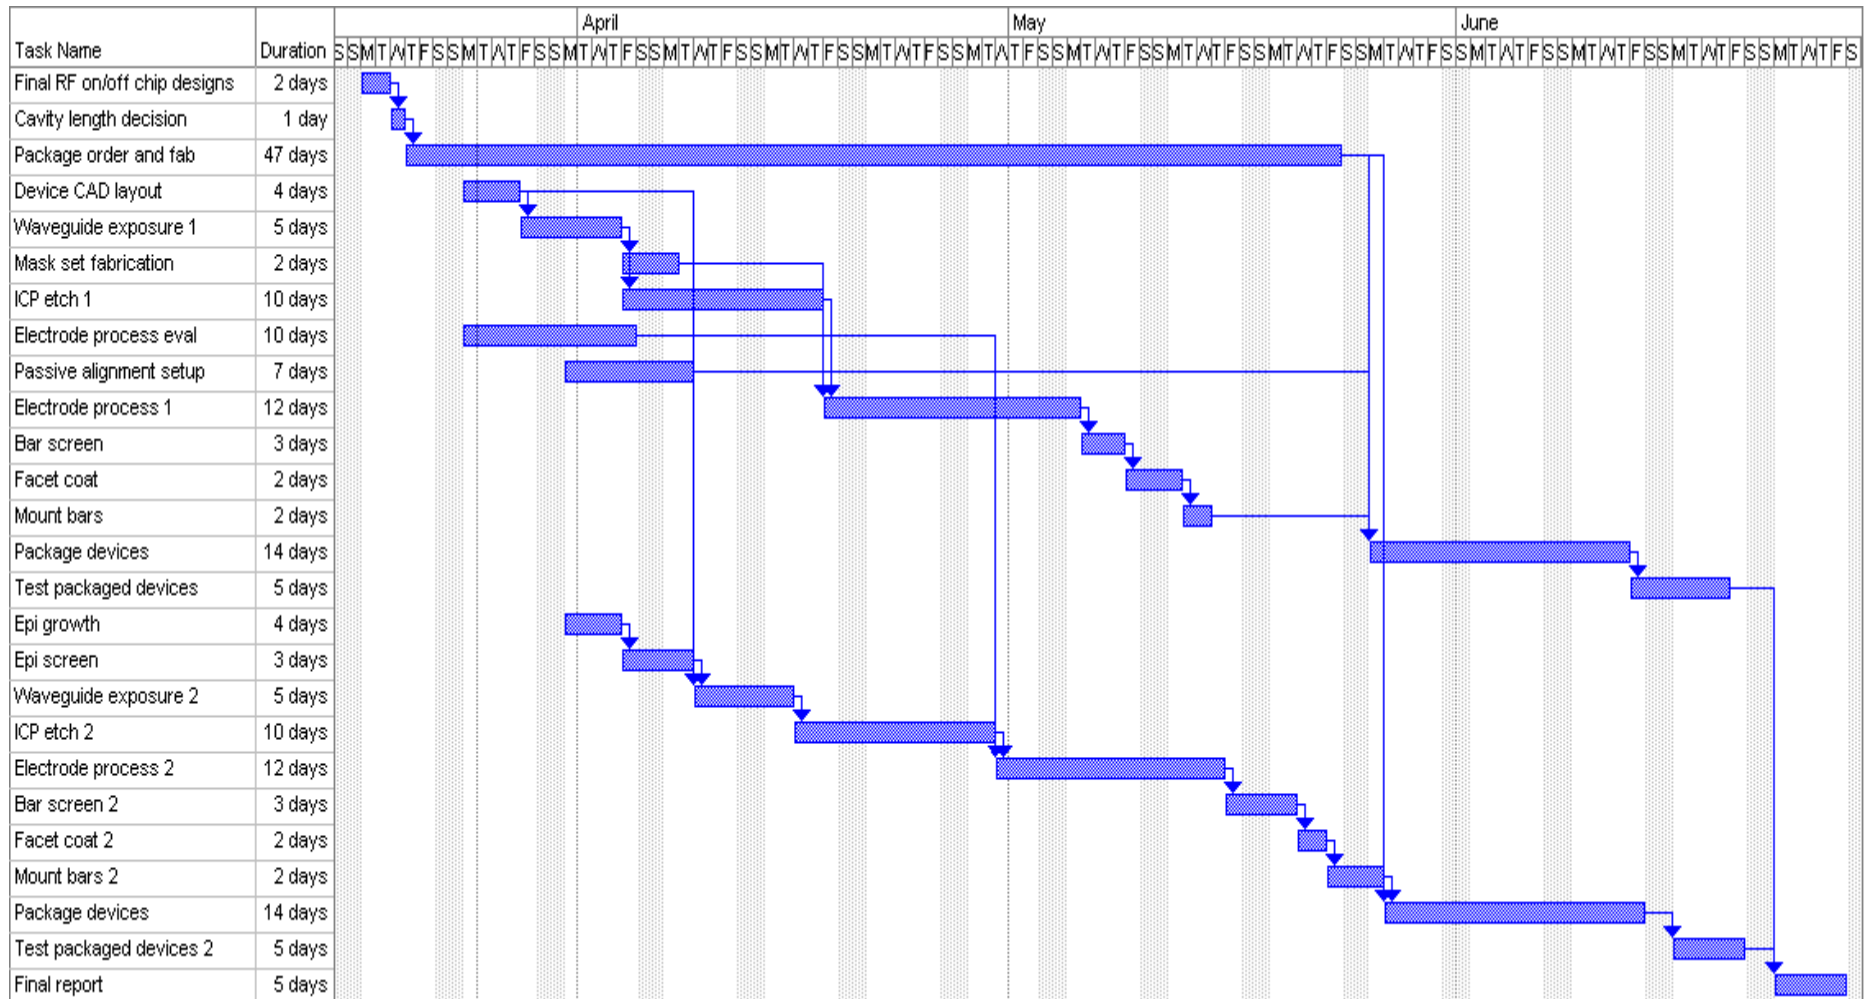 April May June
Task Name Duration SSMTWTFSSMTWTFSSMTWTFSSMTWTFSSMTWTFSSMTWTFSSMTWTFSSMTWTFSSMTWTFSSMTWTFSSMTWTFSSMTWTFSSMTWTFSSMTWTFSSMTWTFS
Final RF on/off chip designs 2 days
Cavity length decision 1 day
Package order and fab 47 days
Device CAD layout 4 days
Waveguide exposure 1 5 days
Mask set fabrication 2 days
ICP etch 1 10 days
Electrode process eval 10 days
Passive alignment setup 7 days
Electrode process 1 12 days
Bar screen 3 days
Facet coat 2 days
Mount bars 2 days
Package devices 14 days
Test packaged devices 5 days
Epi growth 4 days
Epi screen 3 days
Waveguide exposure 2 5 days
ICP etch 2 10 days
Electrode process 2 12 days
Bar screen 2 3 days
Facet coat 2 2 days
Mount bars 2 2 days
Package devices 14 days
Test packaged devices 2 5 days
Final report 5 days